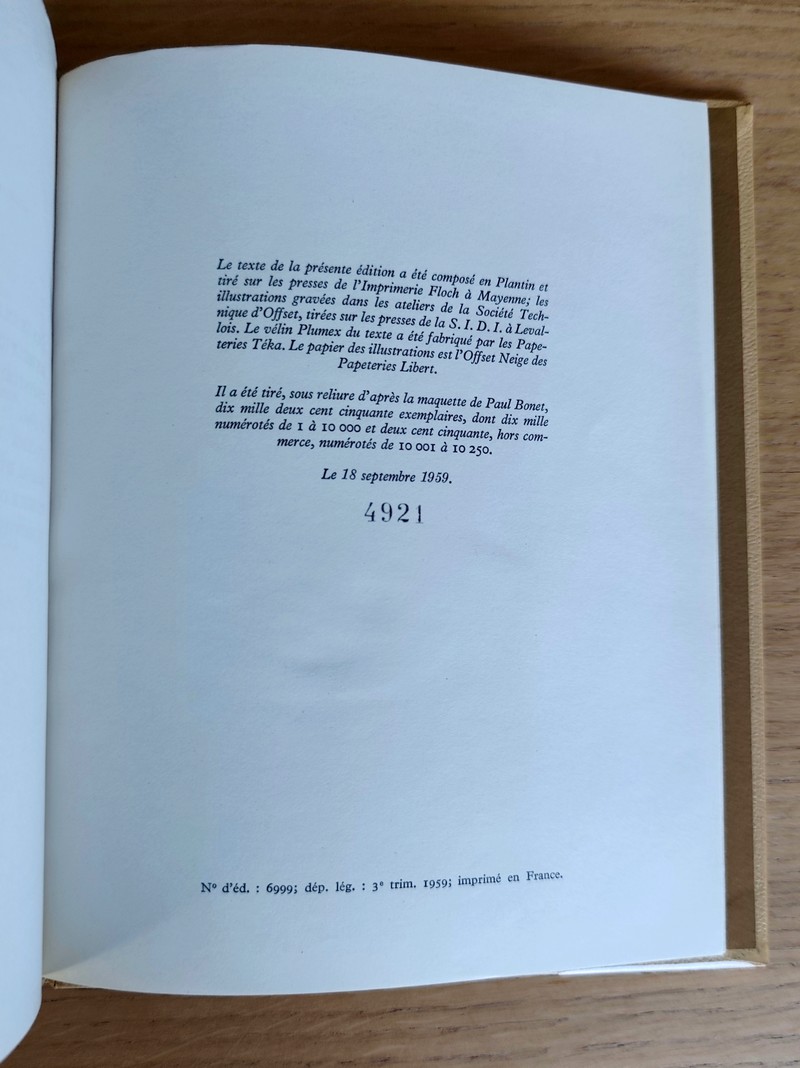 Le texte de la présente édition a été composé en Plantin et
tiré sur les presses de l'Imprimerie Floch à Mayenne; les
illustrations gravées dans les ateliers de la Société Tech-
nique d'Offset, tirées sur les presses de la S. I. D. I. à Leval-
lois. Le vélin Plumex du texte a été fabriqué par les Pape-
teries Téka. Le papier des illustrations est l'Offset Neige des
Papeteries Libert.
Il a été tiré, sous reliure d'après la maquette de Paul Bonet,
dix mille deux cent cinquante exemplaires, dont dix mille
numérotés de 1 à 10 000 et deux cent cinquante, hors com-
merce, numérotés de 10 001 à 10 250.
Le 18 septembre 1959.
4921
Nº d'éd. : 6999; dép. lég. : 3e trim. 1959; imprimé en France.